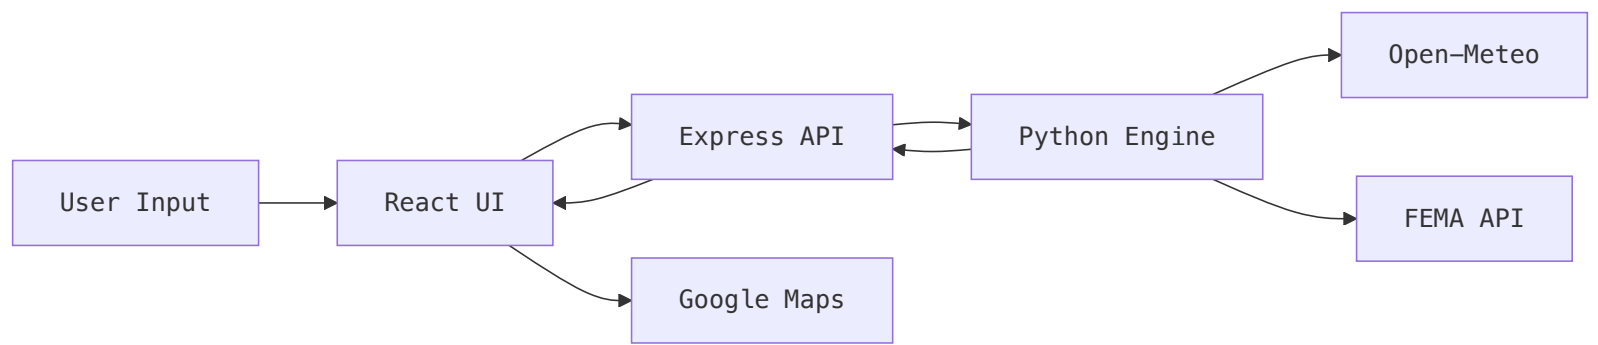 User Input
React UI
Express API
Google Maps
Python Engine
Open−Meteo
FEMA API